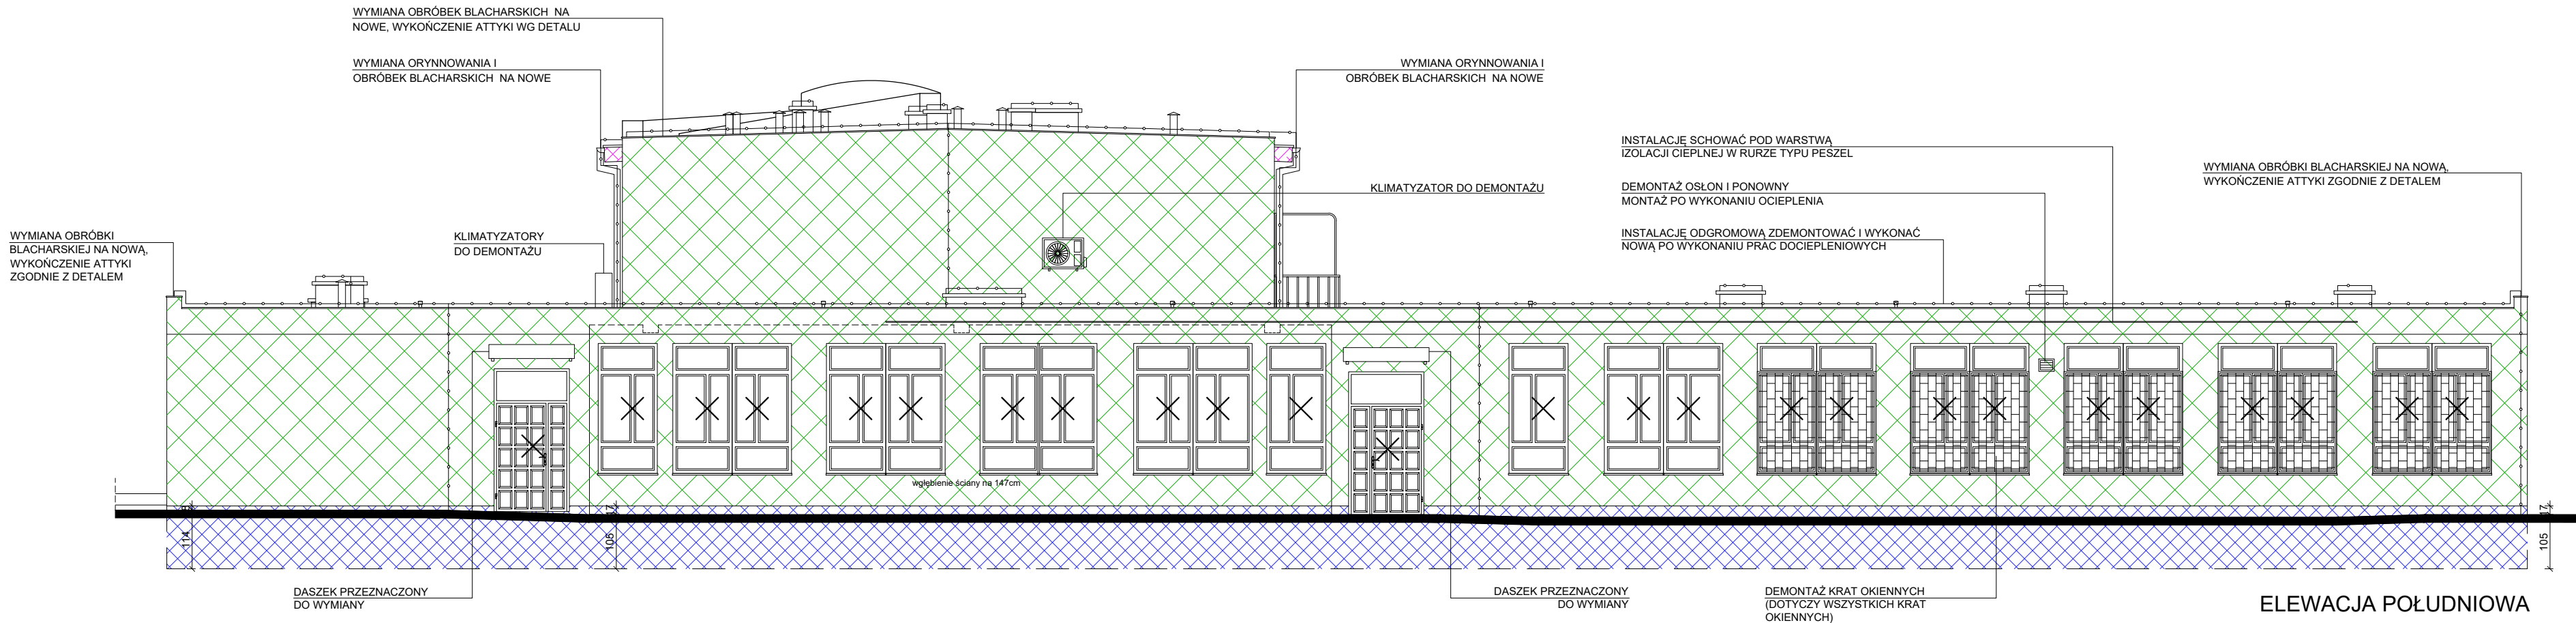 WYMIANA OBRÓBEK BLACHARSKICH NA
NOWE, WYKOŃCZENIE ATTYKI WG DETALU
WYMIANA ORYNNOWANIA I
OBRÓBEK BLACHARSKICH NA NOWE
WYMIANA ORYNNOWANIA I
OBRÓBEK BLACHARSKICH NA NOWE
INSTALACJĘ SCHOWAĆ POD WARSTWĄ
IZOLACJI CIEPLNEJ W RURZE TYPU PESZEL
WYMIANA OBRÓBKI BLACHARSKIEJ NA NOWĄ,
WYKOŃCZENIE ATTYKI ZGODNIE Z DETALEM
KLIMATYZATOR DO DEMONTAŻU
DEMONTAŻ OSŁON I PONOWNY
MONTAŻ PO WYKONANIU OCIEPLENIA
WYMIANA OBRÓBKI
BLACHARSKIEJ NA NOWĄ,
WYKOŃCZENIE ATTYKI
ZGODNIE Z DETALEM
KLIMATYZATORY
DO DEMONTAŻU
INSTALACJĘ ODGROMOWĄ ZDEMONTOWAĆ I WYKONAĆ
NOWĄ PO WYKONANIU PRAC DOCIEPLENIOWYCH
wgłębienie ściany na 147cm
114
17
105
17
105
DASZEK PRZEZNACZONY
DO WYMIANY
DASZEK PRZEZNACZONY
DO WYMIANY
DEMONTAŻ KRAT OKIENNYCH
(DOTYCZY WSZYSTKICH KRAT
OKIENNYCH)
ELEWACJA POŁUDNIOWA